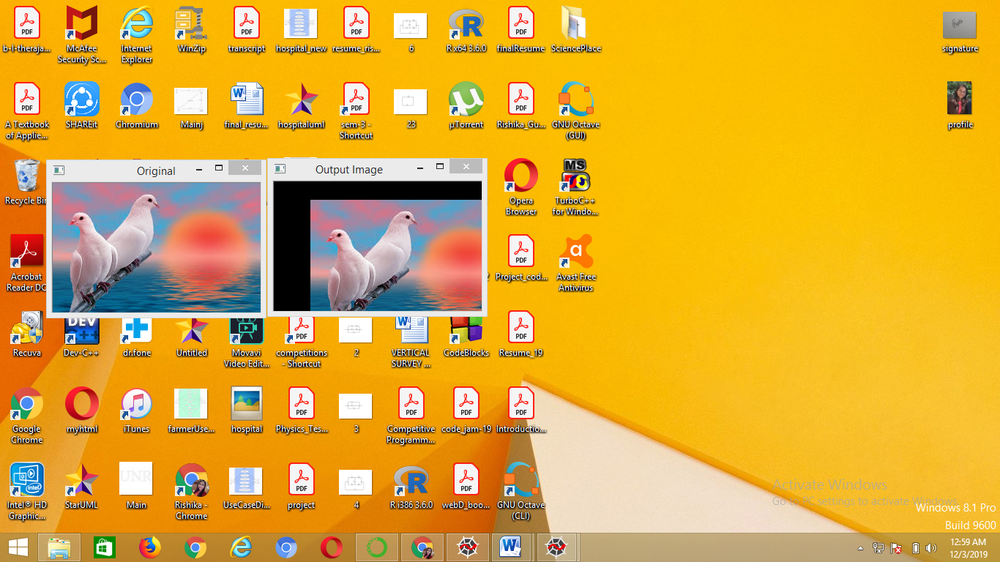 b-l-theraja...
McAfee
Security Sc...
Internet
Explorer
WinZip
transcript
hospital_new
resume_ris...
6
R x64 3.6.0
finalResume
SciencePlace
signature
A Textbook
of Applie...
SHAREit
Chromium
Mainj
final_resu...
hospitaluml
sem-3 -
Shortcut
23
µTorrent
Rishika_Gu...
GNU Octave
(GUI)
profile
Recycle Bin
Original
Output Image
Opera
Browser
MS
TurboC++
for Windo...
Acrobat
Reader DC
Project_cod...
Avast Free
Antivirus
Recuva
DEV
Dev-C++
dr.fone
Untitled
Movavi
Video Edit...
competitions
- Shortcut
2
VERTICAL
SURVEY ...
CodeBlocks
Resume_19
Google
Chrome
myhtml
iTunes
farmerUse...
hospital
Physics_Tes...
3
Competitive
Programm...
code_jam-19
Introductio...
Intel® HD
Graphic...
StarUML
UNR
Main
Rishika -
Chrome
UseCaseDi...
project
4
R i386 3.6.0
webD_boo...
GNU Octave
(CLI)
Activate Windows
Go to PC settings to activate Windows.
Windows 8.1 Pro
Build 9600
12:59 AM
12/3/2019